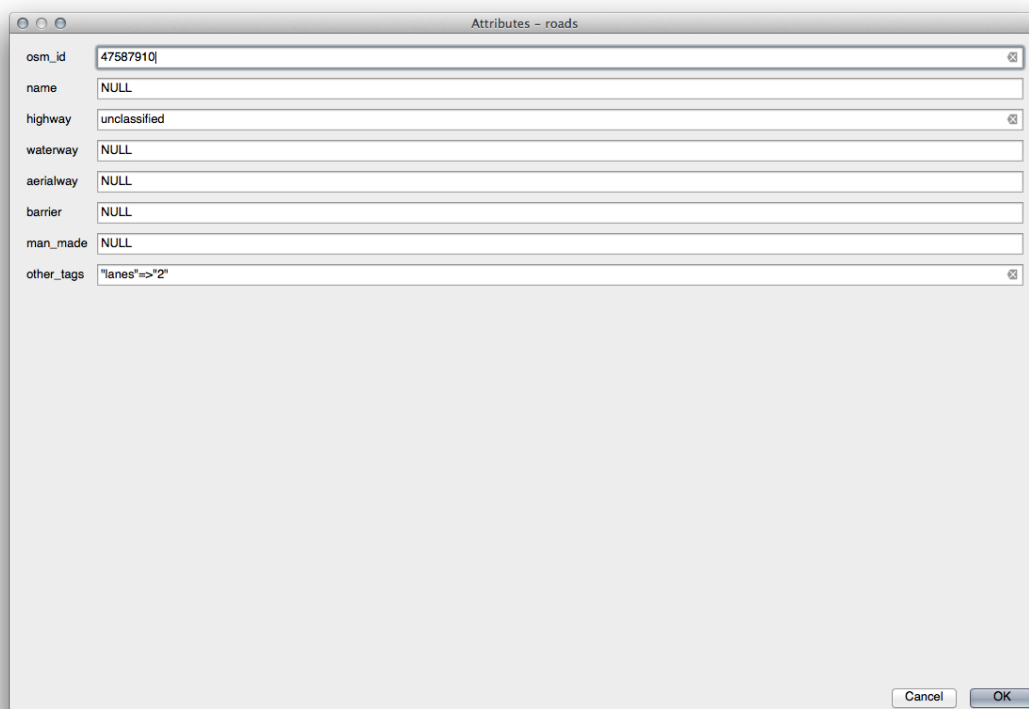 Attributes – roads
osm_id 47587910
name NULL
highway unclassified
waterway NULL
aerialway NULL
barrier NULL
man_made NULL
other_tags "lanes"=>"2"
Cancel OK